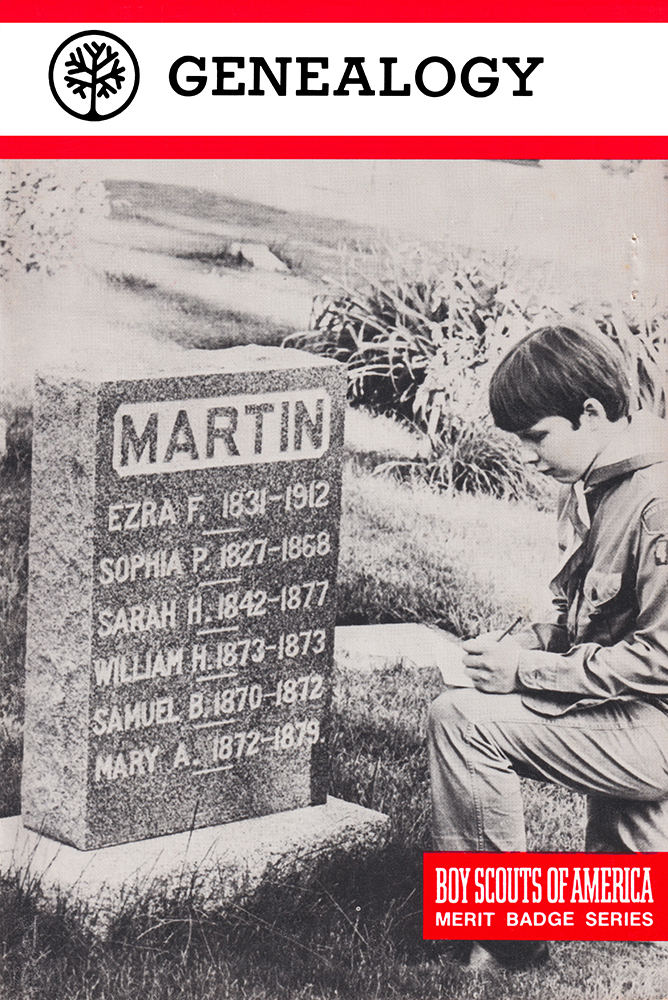 GENEALOGY
MARTIN
EZRA F. 1831-1912
SOPHIA P. 1827-1868
SARAH H. 1842-1877
WILLIAM H. 1873-1873
SAMUEL B. 1870-1872
MARY A. 1872-1879.
BOY SCOUTS OF AMERICA
MERIT BADGE SERIES